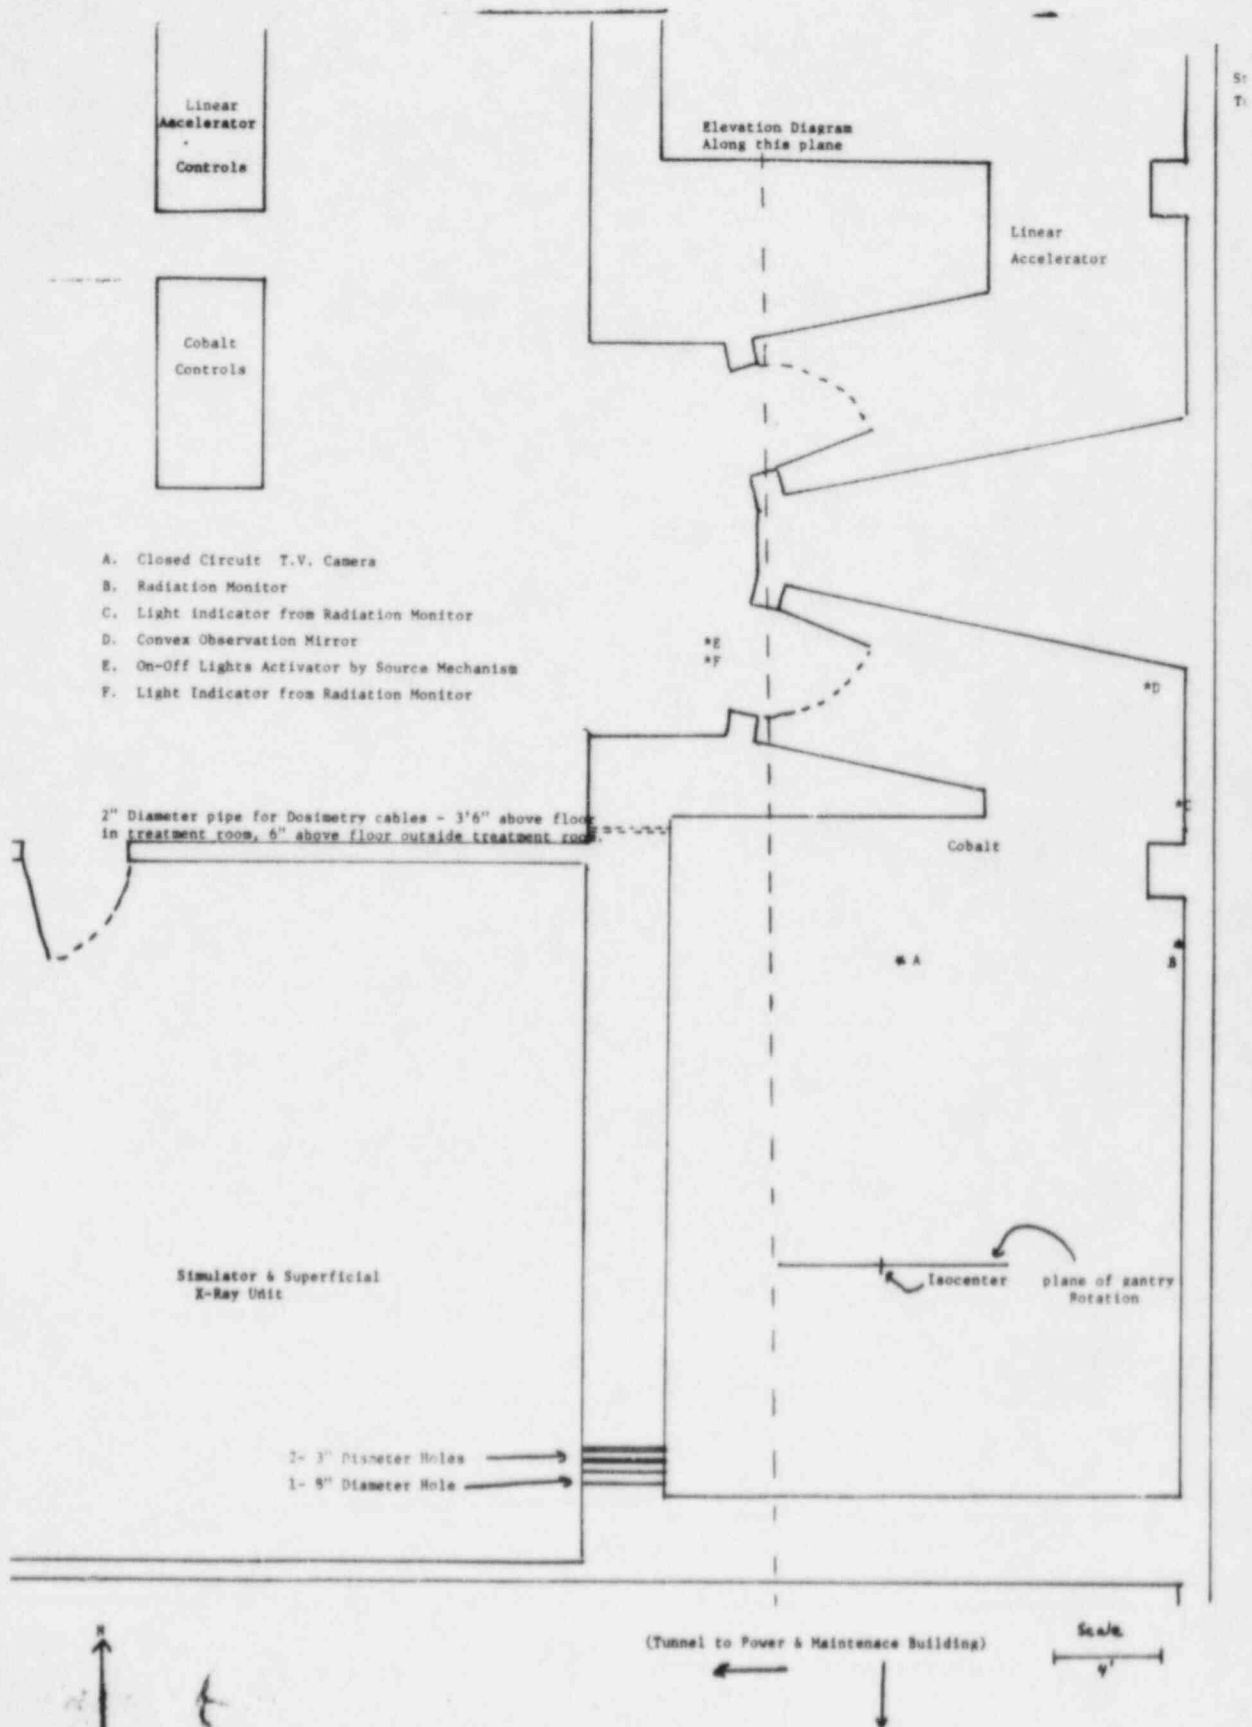 Linear
Accelerator
Controls
Elevation Diagram
Along this plane
Linear
Accelerator
Cobalt
Controls
A. Closed Circuit T.V. Camera
B. Radiation Monitor
C. Light indicator from Radiation Monitor
D. Convex Observation Mirror
E. On-Off Lights Activator by Source Mechanism
F. Light Indicator from Radiation Monitor
*E
*F
*D
*C
2" Diameter pipe for Dosimetry cables - 3'6" above floor
in treatment room, 6" above floor outside treatment room.
Cobalt
* A
B
Simulator & Superficial
X-Ray Unit
Isocenter
plane of gantry
Rotation
2- 3" Diameter Holes
1- 8" Diameter Hole
N
(Tunnel to Power & Maintenace Building)
Scale
4'